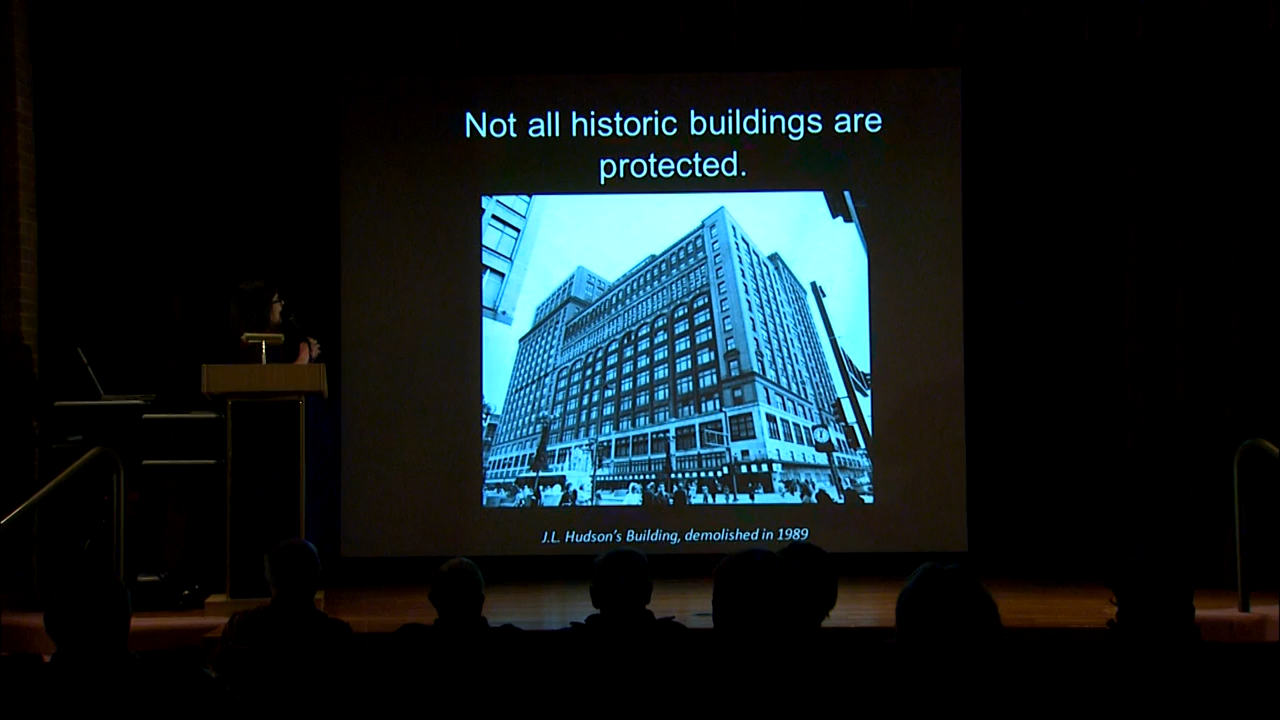 Not all historic buildings are
protected.
J.L. Hudson's Building, demolished in 1989